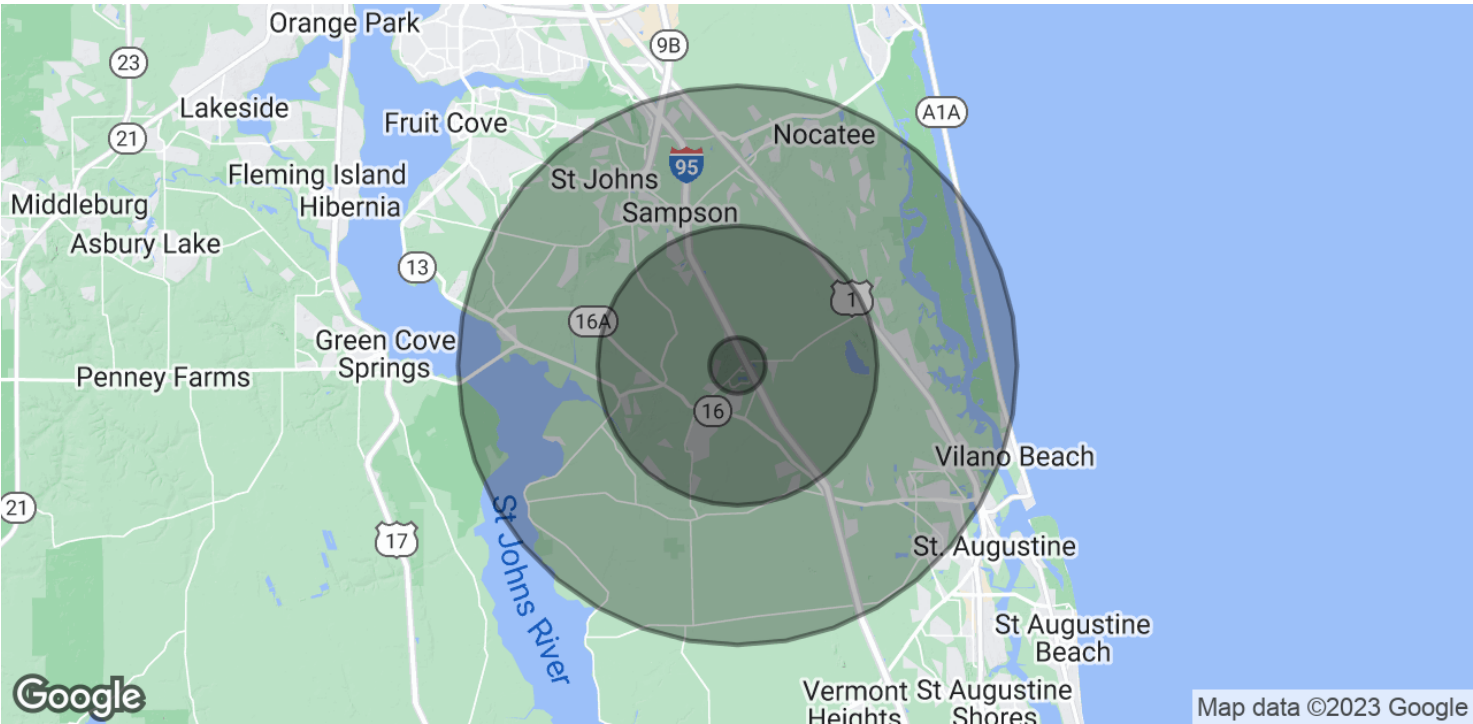 Orange Park
9B
23
Lakeside
A1A
Fruit Cove
21
Nocatee
95
Fleming Island
St Johns
Middleburg
Hibernia
Sampson
Asbury Lake
13
1
16A
Green Cove
Springs
Penney Farms
16
Vilano Beach
21
St Johns River
17
St. Augustine
St Augustine
Beach
Vermont
Heights
St Augustine
Shores
Google
Map data ©2023 Google